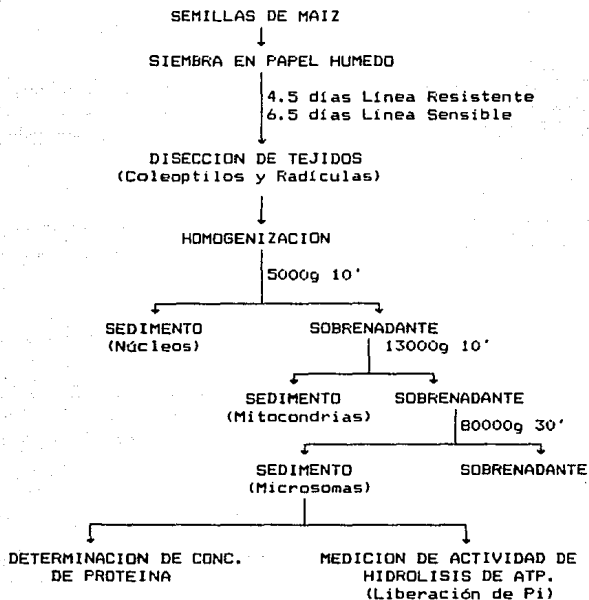 SEMILLAS DE MAIZ
SIEMBRA EN PAPEL HUMEDO
4.5 días Línea Resistente
6.5 días Línea Sensible
DISECCION DE TEJIDOS
(Coleoptilos y Radículas)
HOMOGENIZACION
5000g 10'
SEDIMENTO
(Núcleos)
SOBRENADANTE
13000g 10'
SEDIMENTO
(Mitocondrias)
SOBRENADANTE
80000g 30'
SEDIMENTO
(Microsomas)
SOBRENADANTE
DETERMINACION DE CONC.
DE PROTEINA
MEDICION DE ACTIVIDAD DE
HIDROLISIS DE ATP.
(Liberación de Pi)